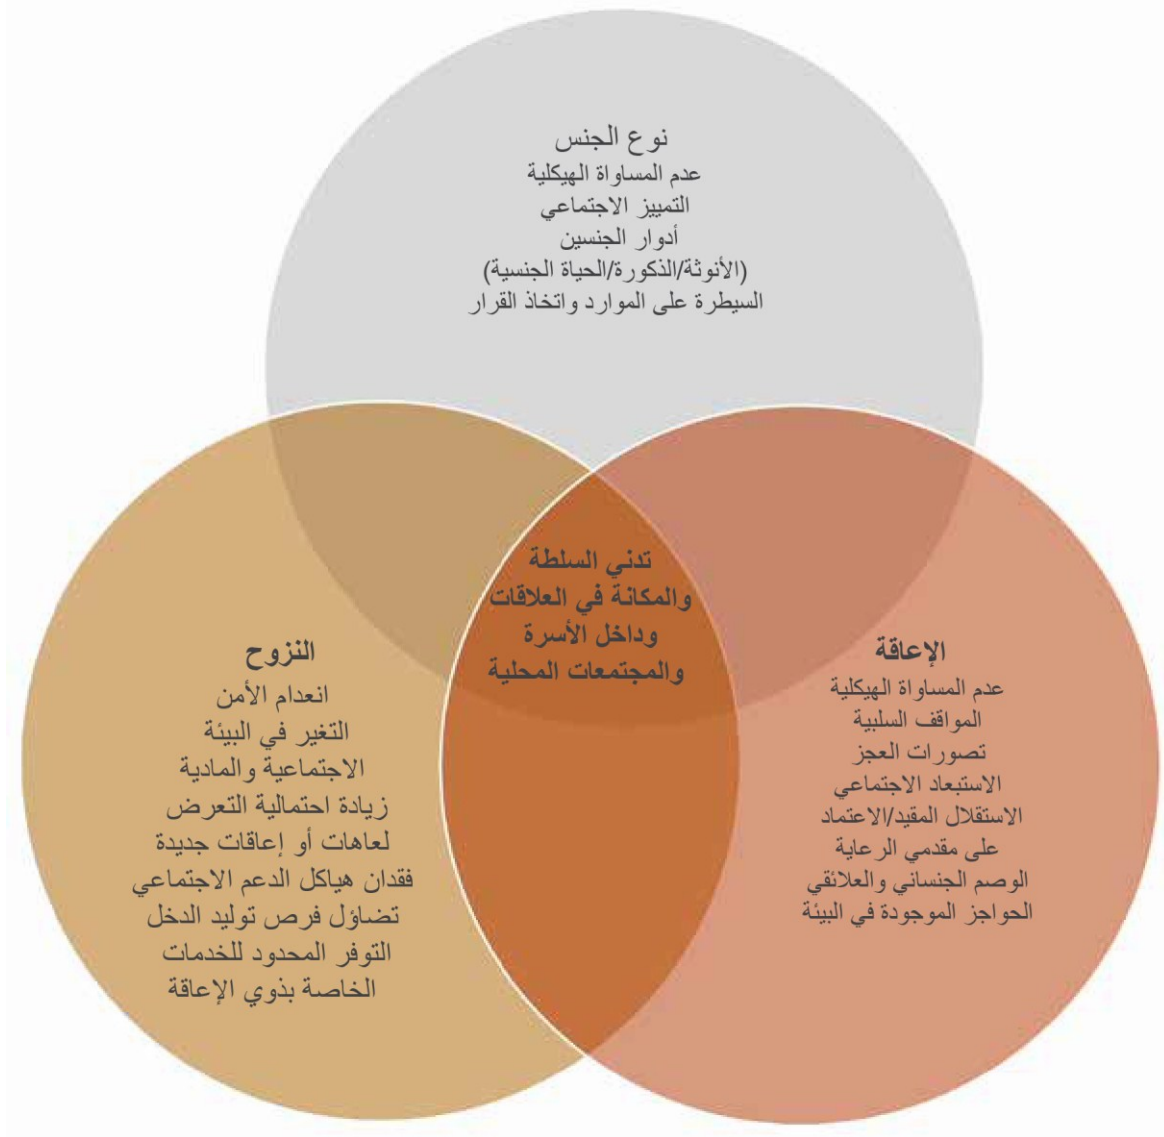 نوع الجنس
عدم المساواة الهيكلية
التمييز الاجتماعي
أدوار الجنسين
(الأنوثة/الذكورة/الحياة الجنسية)
السيطرة على الموارد واتخاذ القرار
تدني السلطة
والمكانة في العلاقات
وداخل الأسرة
والمجتمعات المحلية
الإعاقة
عدم المساواة الهيكلية
المواقف السلبية
تصورات العجز
الاستبعاد الاجتماعي
الاستقلال المقيد/الاعتماد
على مقدمي الرعاية
الوصم الجنساني والعلائقي
الحواجز الموجودة في البيئة
النزوح
انعدام الأمن
التغير في البيئة
الاجتماعية والمادية
زيادة احتمالية التعرض
لعاهات أو إعاقات جديدة
فقدان هياكل الدعم الاجتماعي
تضاؤل فرص توليد الدخل
التوفر المحدود للخدمات
الخاصة بذوي الإعاقة